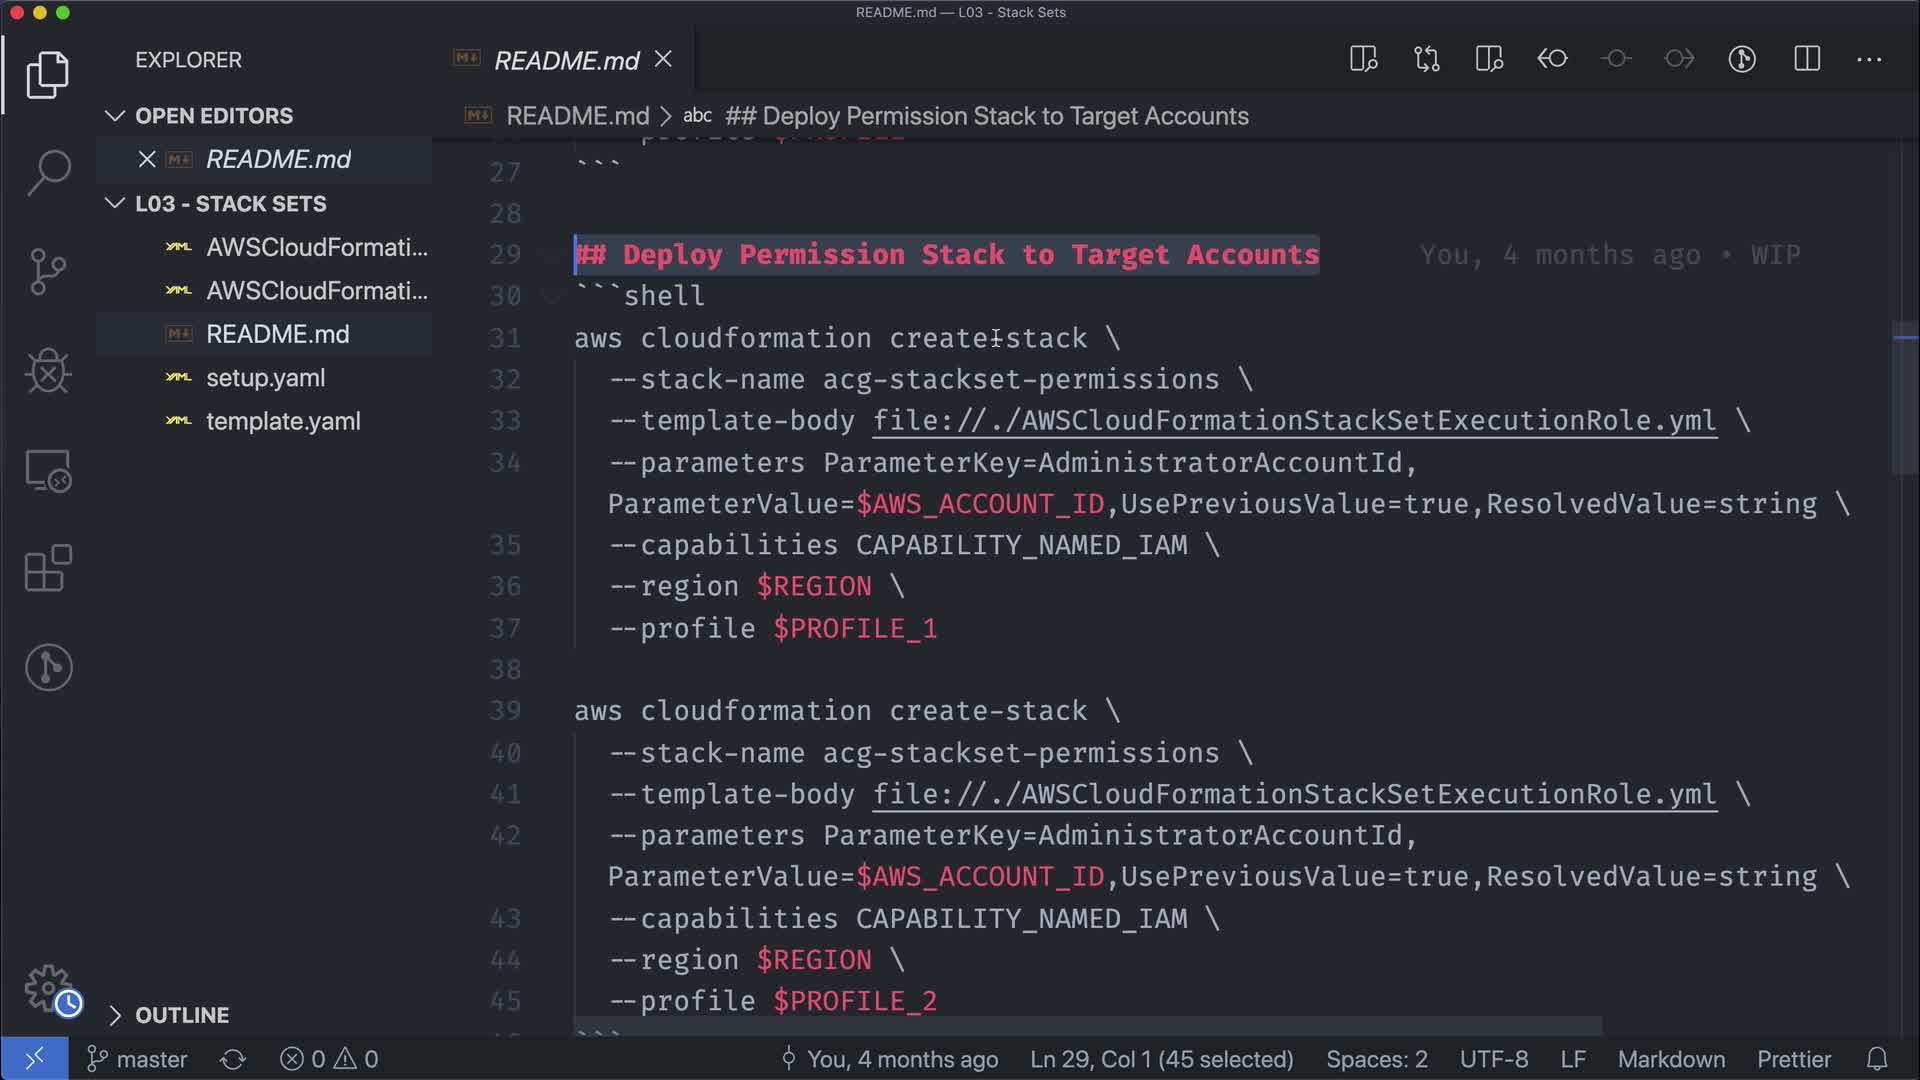 README.md — L03 - Stack Sets
EXPLORER
README.md
OPEN EDITORS
README.md > abc ## Deploy Permission Stack to Target Accounts
README.md
L03 - STACK SETS
AWSCloudFormati...
AWSCloudFormati...
README.md
setup.yaml
template.yaml
OUTLINE
27 ```
28
29 ## Deploy Permission Stack to Target Accounts You, 4 months ago • WIP
30 ```shell
31 aws cloudformation create-stack \
32 --stack-name acg-stackset-permissions \
33 --template-body file://./AWSCloudFormationStackSetExecutionRole.yml \
34 --parameters ParameterKey=AdministratorAccountId,
ParameterValue=$AWS_ACCOUNT_ID,UsePreviousValue=true,ResolvedValue=string \
35 --capabilities CAPABILITY_NAMED_IAM \
36 --region $REGION \
37 --profile $PROFILE_1
38
39 aws cloudformation create-stack \
40 --stack-name acg-stackset-permissions \
41 --template-body file://./AWSCloudFormationStackSetExecutionRole.yml \
42 --parameters ParameterKey=AdministratorAccountId,
ParameterValue=$AWS_ACCOUNT_ID,UsePreviousValue=true,ResolvedValue=string \
43 --capabilities CAPABILITY_NAMED_IAM \
44 --region $REGION \
45 --profile $PROFILE_2
master 0 0 You, 4 months ago Ln 29, Col 1 (45 selected) Spaces: 2 UTF-8 LF Markdown Prettier